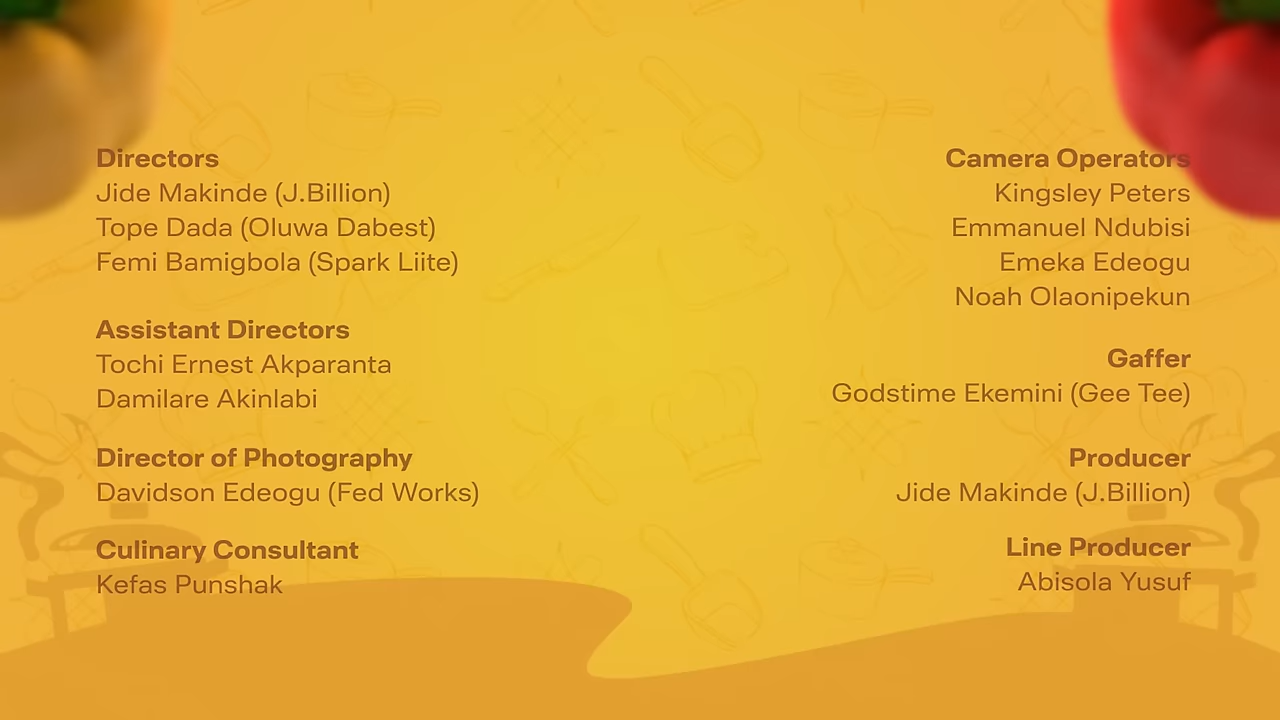 Directors
Jide Makinde (J.Billion)
Tope Dada (Oluwa Dabest)
Femi Bamigbola (Spark Liite)
Assistant Directors
Tochi Ernest Akparanta
Damilare Akinlabi
Director of Photography
Davidson Edeogu (Fed Works)
Culinary Consultant
Kefas Punshak
Camera Operators
Kingsley Peters
Emmanuel Ndubisi
Emeka Edeogu
Noah Olaonipekun
Gaffer
Godstime Ekemini (Gee Tee)
Producer
Jide Makinde (J.Billion)
Line Producer
Abisola Yusuf